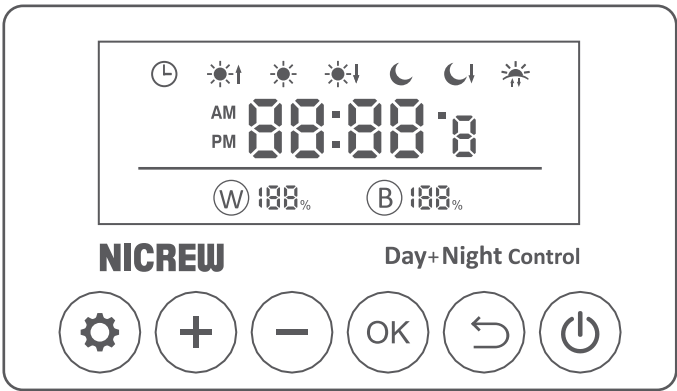 AM 88:88 8
PM
W 188% B 188%
NICREW Day+Night Control
OK